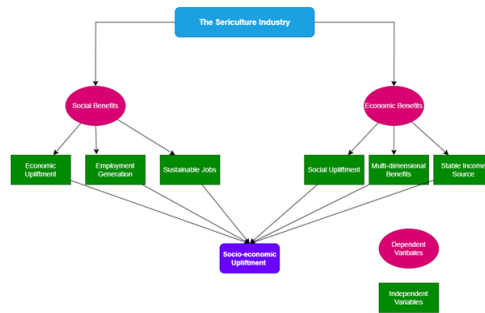 The Sericulture Industry
Social Benefits
Economic Benefits
Economic
Upliftment
Employment
Generation
Sustainable Jobs
Social Upliftment
Multi-dimensional
Benefits
Stable Income
Source
Socio-economic
Upliftment
Dependent
Varibales
Independent
Variables